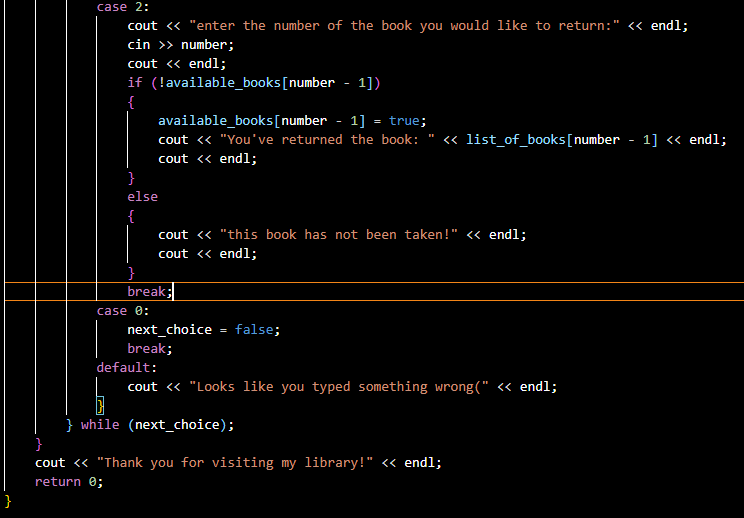 case 2:
cout << "enter the number of the book you would like to return:" << endl;
cin >> number;
cout << endl;
if (!available_books[number - 1])
{
available_books[number - 1] = true;
cout << "You've returned the book: " << list_of_books[number - 1] << endl;
cout << endl;
}
else
{
cout << "this book has not been taken!" << endl;
cout << endl;
}
break;
case 0:
next_choice = false;
break;
default:
cout << "Looks like you typed something wrong(" << endl;
}
} while (next_choice);
}
cout << "Thank you for visiting my library!" << endl;
return 0;
}